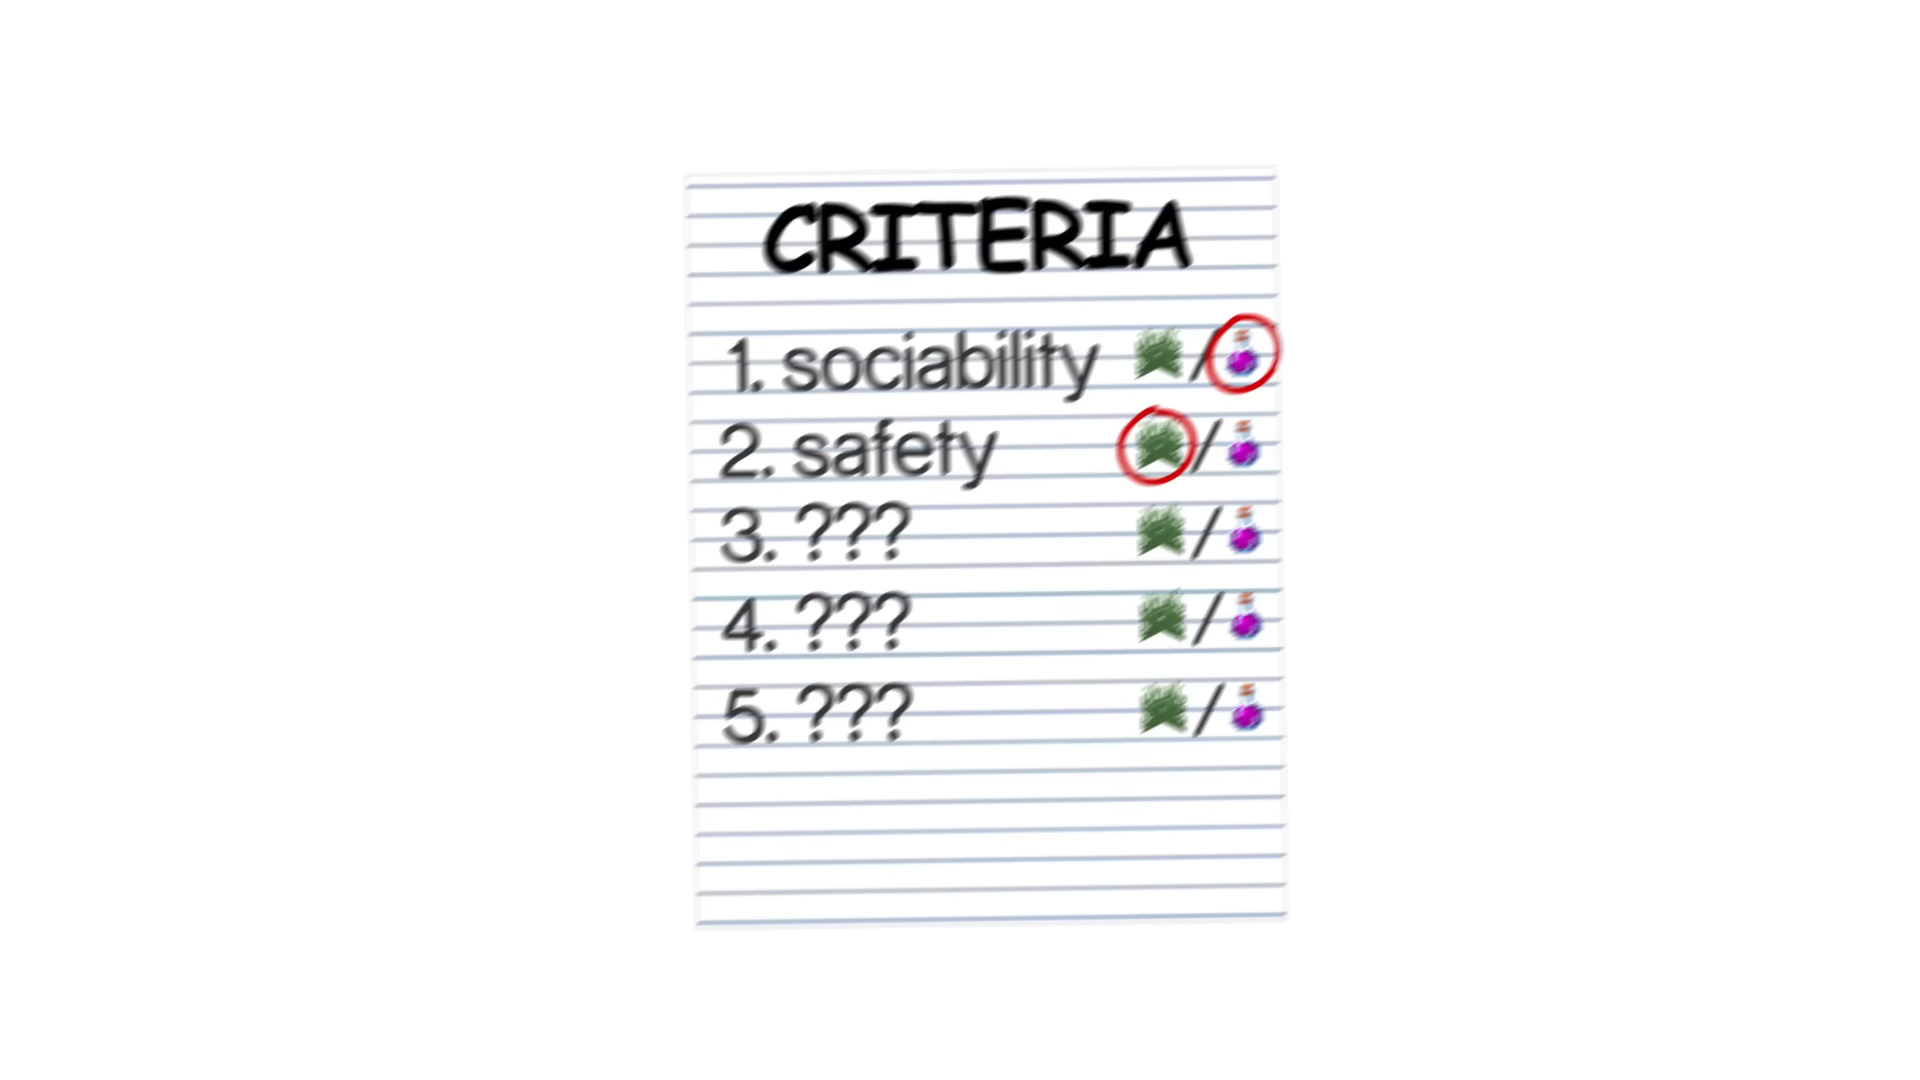 CRITERIA
1. sociability /
2. safety /
3. ??? /
4. ??? /
5. ??? /